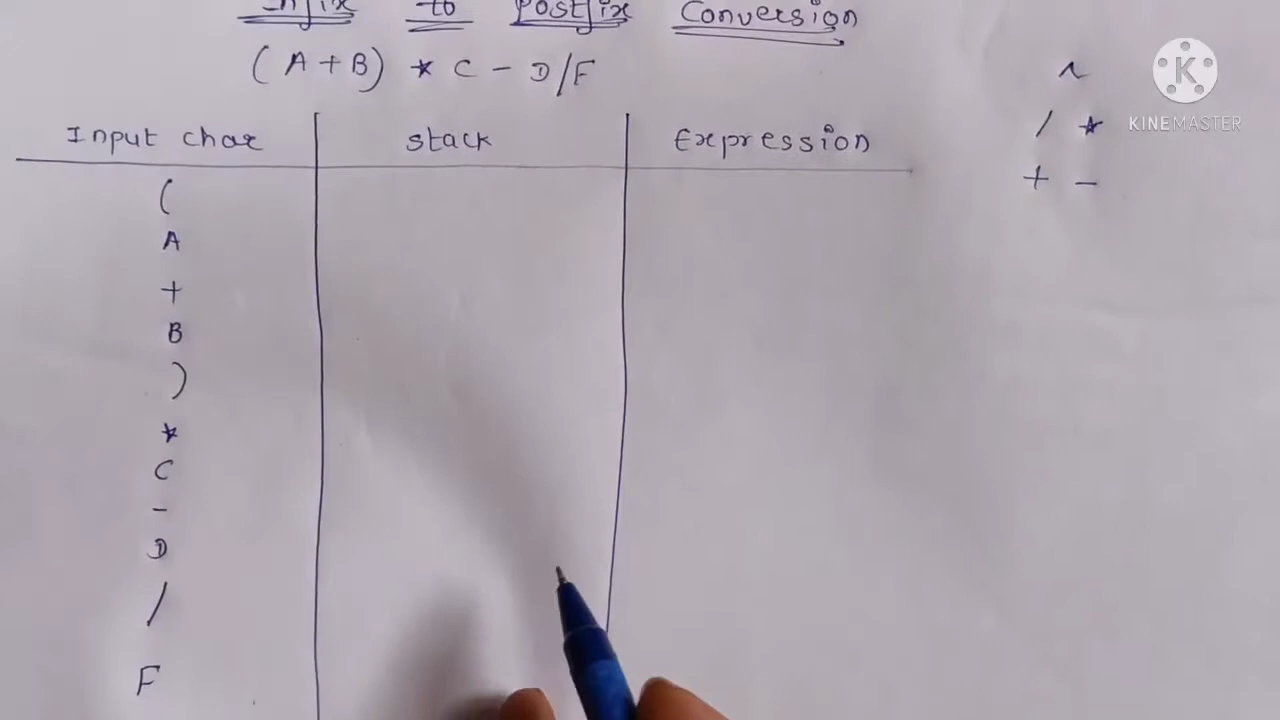 Infix to Postfix Conversion
(A+B) * C - D/F
Input char stack Expression
(
A
+
B
)
*
C
-
D
/
F
^
/ *
+ -
K
KINEMASTER